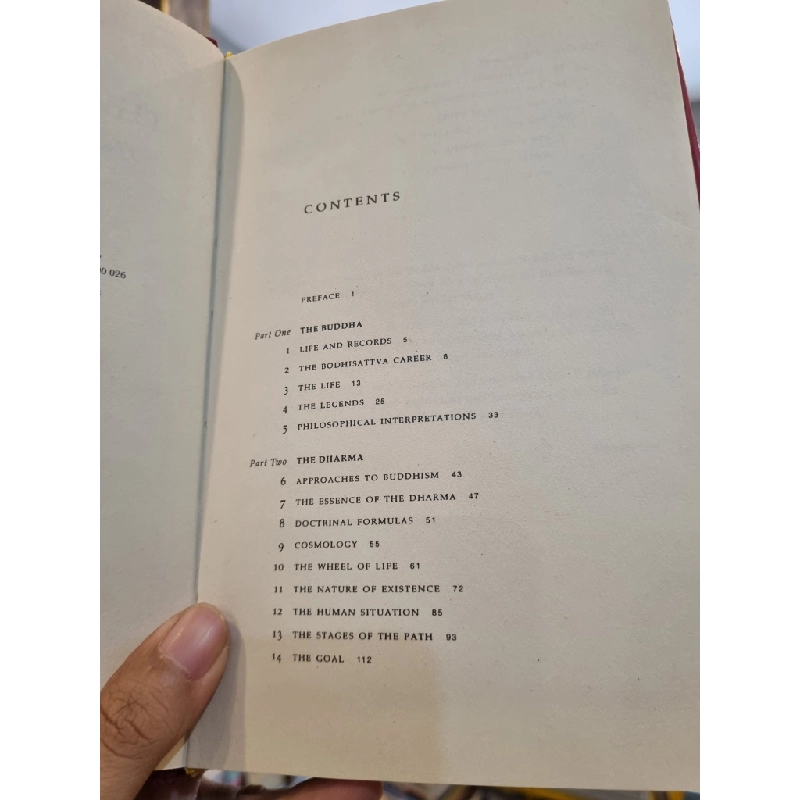 00 026
CONTENTS
PREFACE 1
Part One THE BUDDHA
1 LIFE AND RECORDS 5
2 THE BODHISATTVA CAREER 8
3 THE LIFE 13
4 THE LEGENDS 25
5 PHILOSOPHICAL INTERPRETATIONS 33
Part Two THE DHARMA
6 APPROACHES TO BUDDHISM 43
7 THE ESSENCE OF THE DHARMA 47
8 DOCTRINAL FORMULAS 51
9 COSMOLOGY 55
10 THE WHEEL OF LIFE 61
11 THE NATURE OF EXISTENCE 72
12 THE HUMAN SITUATION 85
13 THE STAGES OF THE PATH 93
14 THE GOAL 112